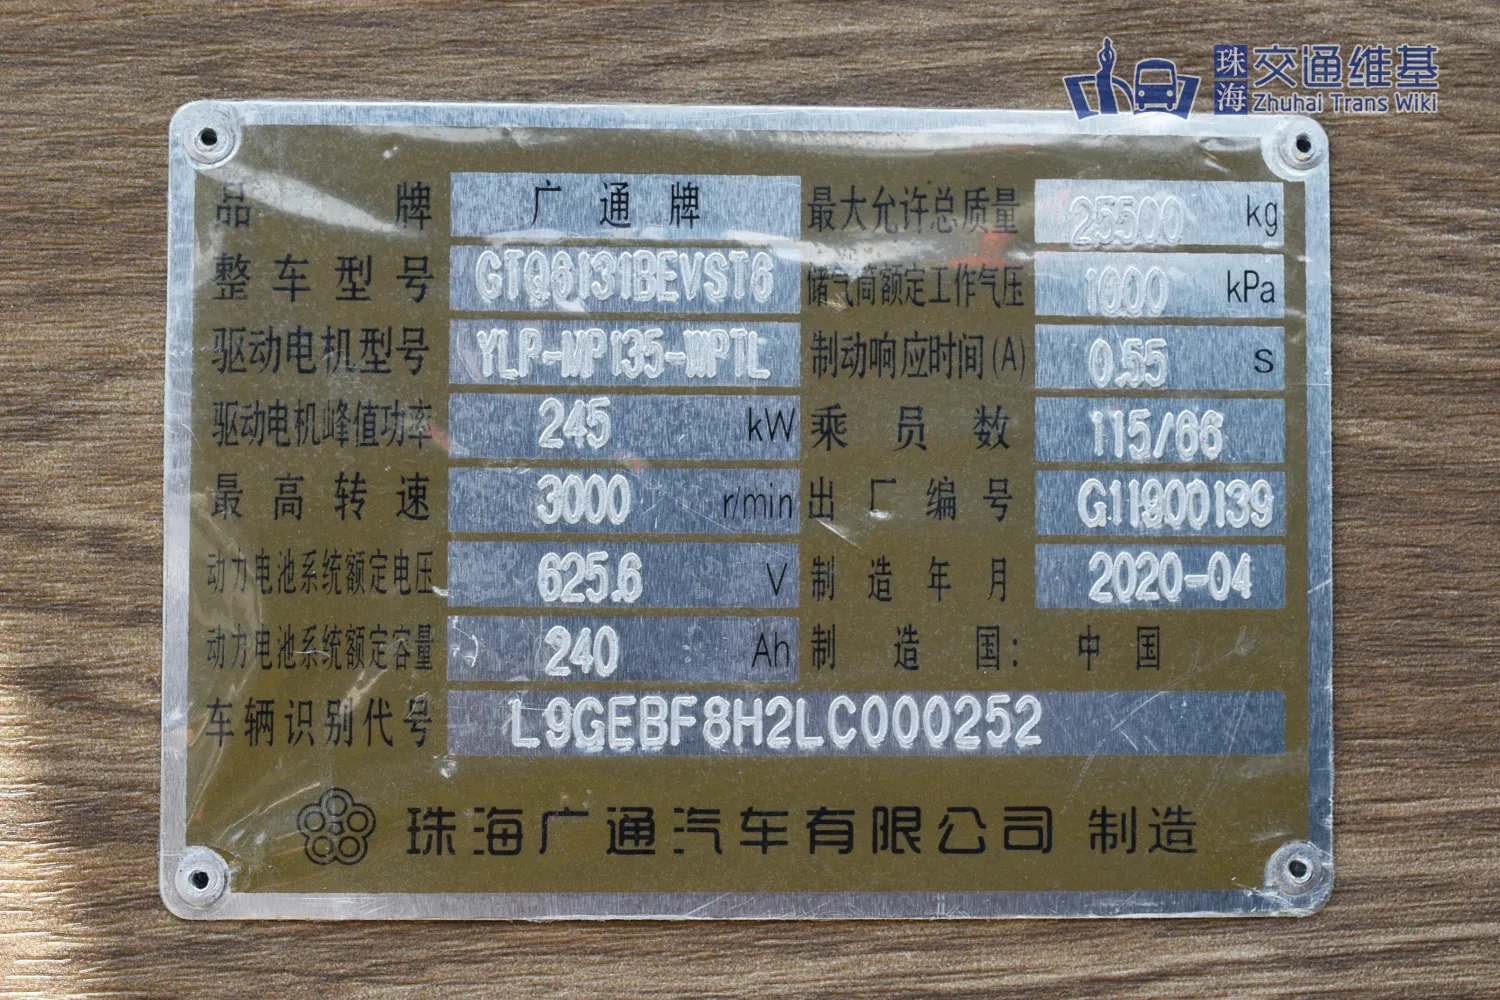 珠海 交通维基
Zhuhai Trans Wiki
品牌 广通牌 最大允许总质量 25500 kg
整车型号 GTQ6131BEVST6 储气筒额定工作气压 1000 kPa
驱动电机型号 YLP-MP135-WPTL 制动响应时间(A) 0.55 S
驱动电机峰值功率 245 kW 乘员数 115/66
最高转速 3000 r/min 出厂编号 G11900139
动力电池系统额定电压 625.6 V 制造年月 2020-04
动力电池系统额定容量 240 Ah 制造国: 中国
车辆识别代号 L9GEBF8H2LC000252
珠海广通汽车有限公司 制造